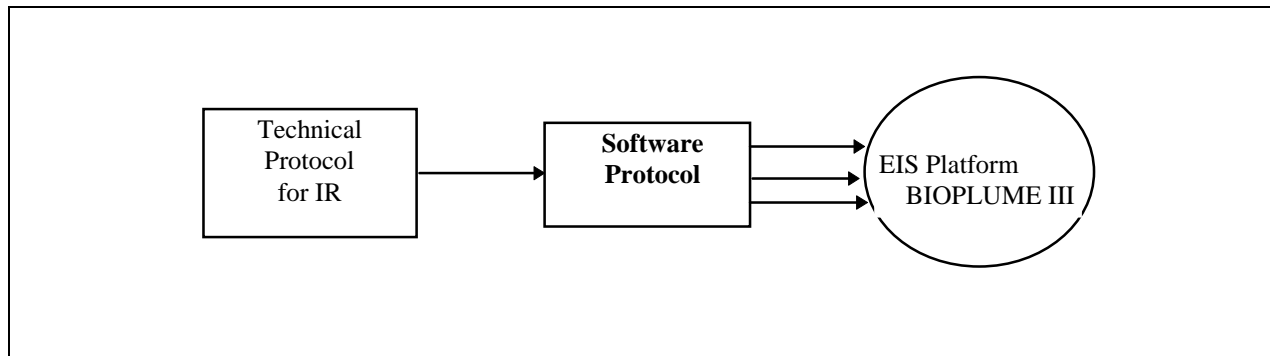 Technical
Protocol
for IR
Software
Protocol
EIS Platform
BIOPLUME III